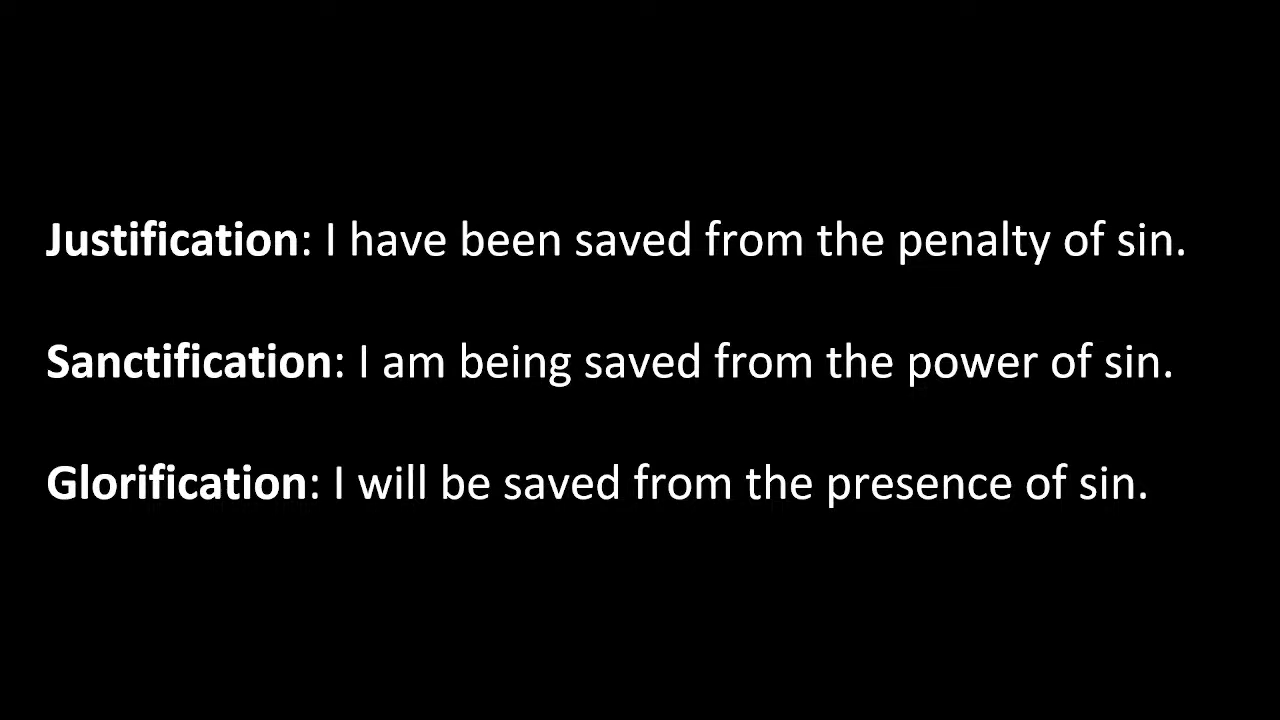 Justification: I have been saved from the penalty of sin.
Sanctification: I am being saved from the power of sin.
Glorification: I will be saved from the presence of sin.